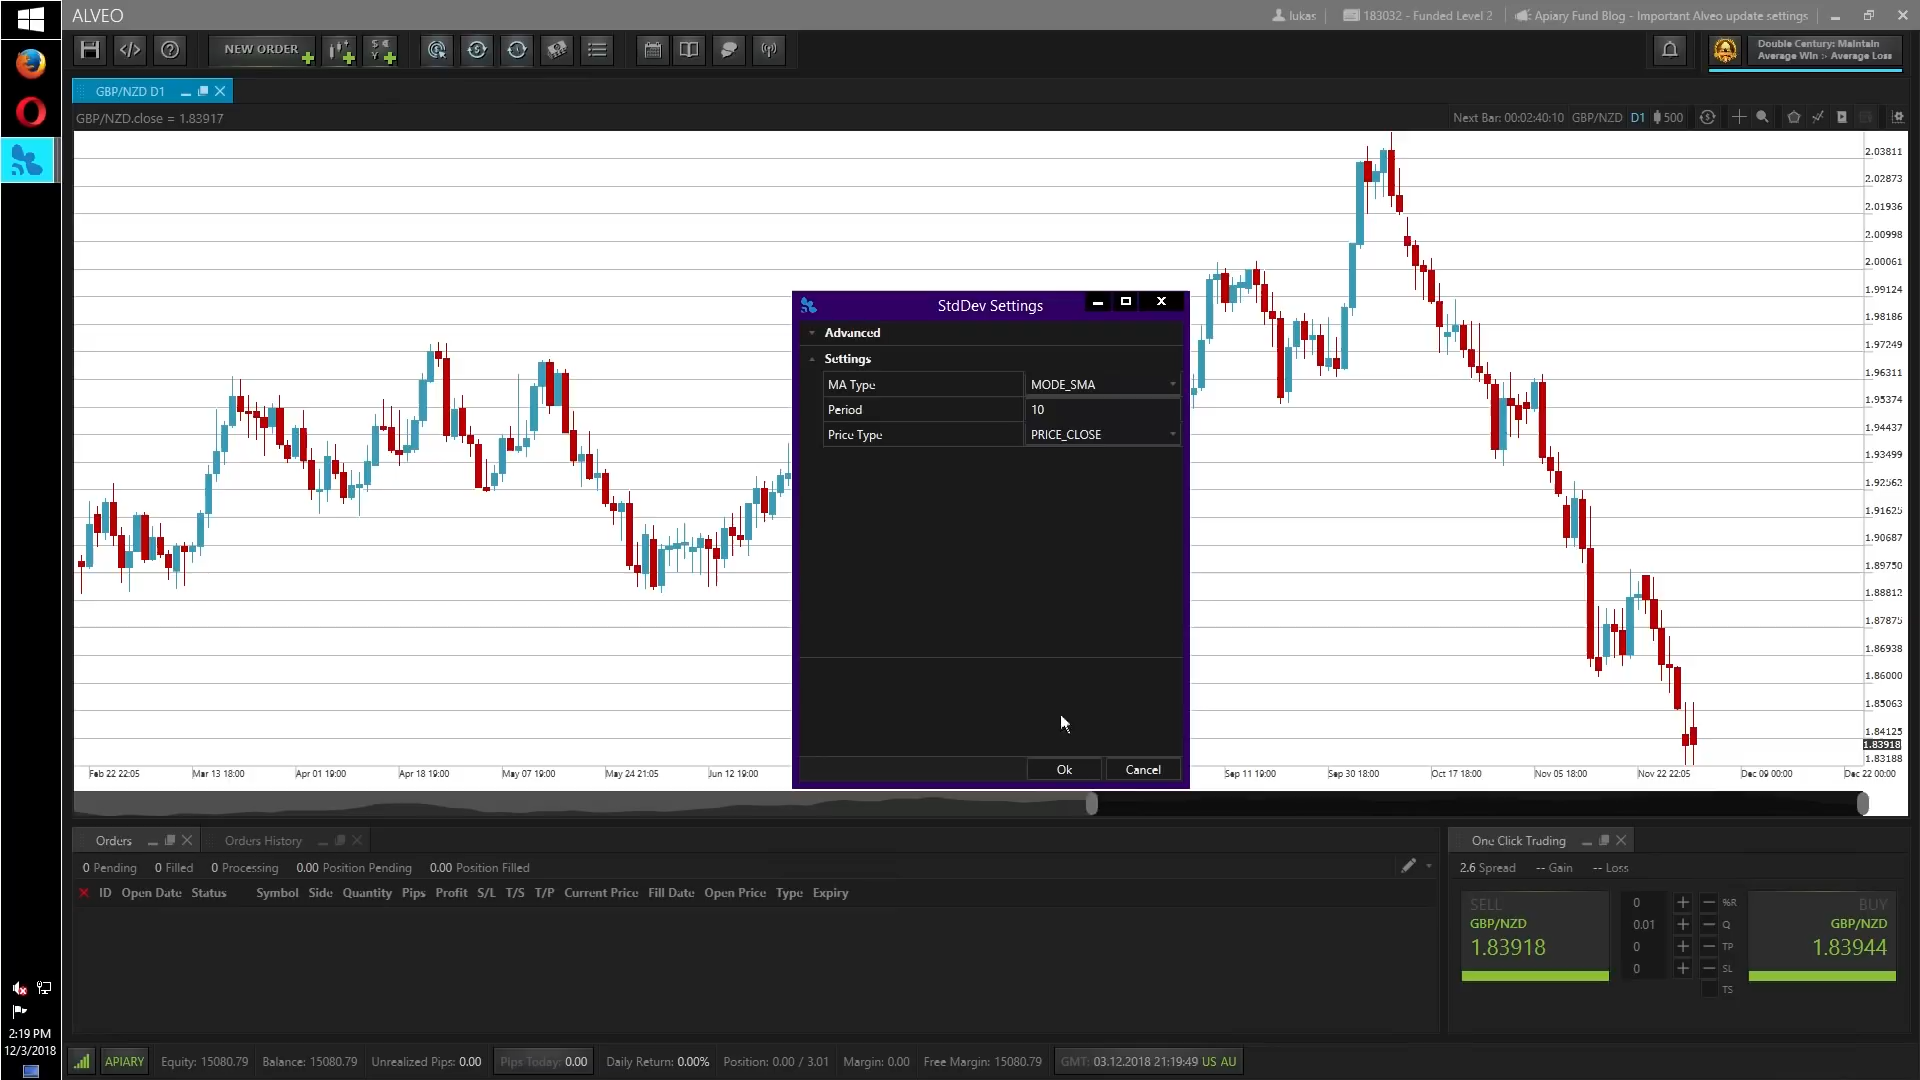 ALVEO
lukas
183032 - Funded Level 2
Apiary Fund Blog - Important Alveo update settings
NEW ORDER
Double Century: Maintain
Average Win > Average Loss
GBP/NZD D1
GBP/NZD.close = 1.83917
Next Bar: 00:02:40:10 GBP/NZD D1 500
2.03811
2.02873
2.01936
2.00998
2.00061
1.99124
1.98186
1.97249
1.96311
1.95374
1.94437
1.93499
1.92562
1.91625
1.90687
1.89750
1.88812
1.87875
1.86938
1.86000
1.85063
1.84125
1.83918
1.83188
StdDev Settings
Advanced
Settings
MA Type MODE_SMA
Period 10
Price Type PRICE_CLOSE
Ok Cancel
Feb 22 22:05 Mar 13 18:00 Apr 01 19:00 Apr 18 19:00 May 07 19:00 May 24 21:05 Jun 12 19:00 Sep 11 19:00 Sep 30 18:00 Oct 17 18:00 Nov 05 18:00 Nov 22 22:05 Dec 09 00:00 Dec 22 00:00
Orders Orders History
0 Pending 0 Filled 0 Processing 0.00 Position Pending 0.00 Position Filled
ID Open Date Status Symbol Side Quantity Pips Profit S/L T/S T/P Current Price Fill Date Open Price Type Expiry
One Click Trading
2.6 Spread -- Gain -- Loss
SELL
GBP/NZD
1.83918
0 %R
0.01 Q
0 TP
0 SL
TS
BUY
GBP/NZD
1.83944
2:19 PM
12/3/2018
APIARY Equity: 15080.79 Balance: 15080.79 Unrealized Pips: 0.00 Pips Today: 0.00 Daily Return: 0.00% Position: 0.00 / 3.01 Margin: 0.00 Free Margin: 15080.79 GMT: 03.12.2018 21:19:49 US AU